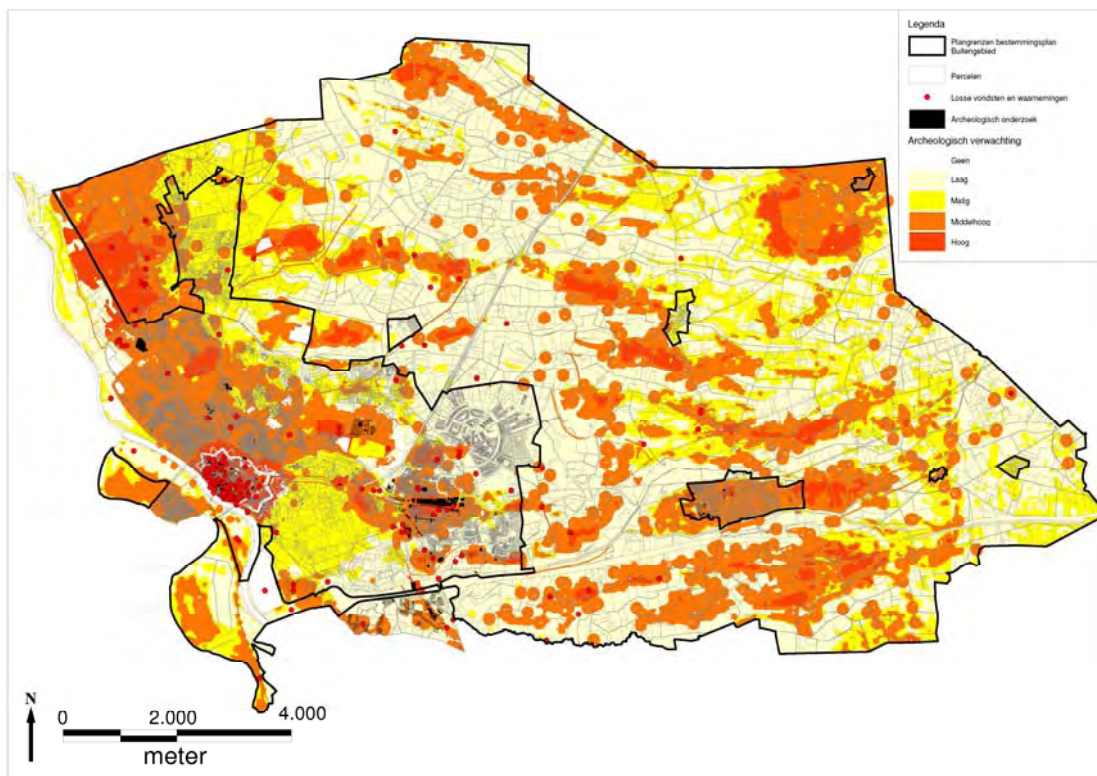 Legenda
Plangrenzen bestemmingsplan
Buitengebied
Percelen
Losse vondsten en waarnemingen
Archeologisch onderzoek
Archeologisch verwachting
Geen
Laag
Matig
Middelhoog
Hoog
N
0 2.000 4.000
meter